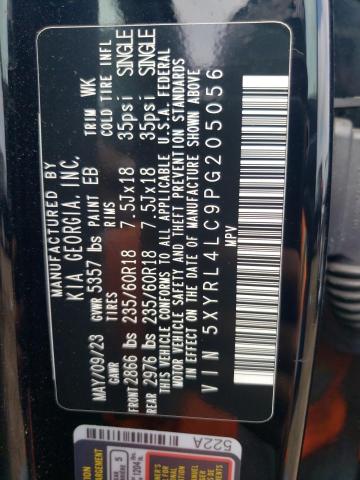 MANUFACTURED BY
KIA GEORGIA, INC.
MAY/09/23 GVWR 5357 lbs PAINT EB TRIM WK
GAWR TIRES RIMS COLD TIRE INFL
FRONT 2866 lbs 235/60R18 7.5JX18 35psi SINGLE
REAR 2976 lbs 235/60R18 7.5JX18 35psi SINGLE
THIS VEHICLE CONFORMS TO ALL APPLICABLE U.S.A. FEDERAL
MOTOR VEHICLE SAFETY AND THEFT PREVENTION STANDARDS
IN EFFECT ON THE DATE OF MANUFACTURE SHOWN ABOVE.
VIN 5XYRL4LC9PG205056
MPV
522A
5
1204